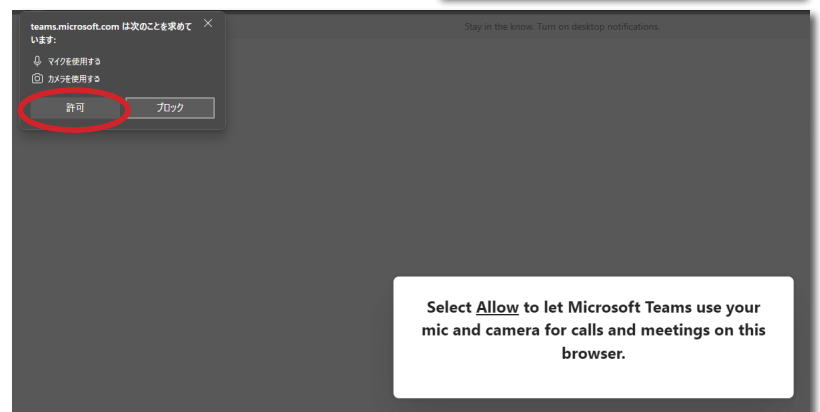 teams.microsoft.com は次のことを求めて
います:
マイクを使用する
カメラを使用する
許可
ブロック
Stay in the know. Turn on desktop notifications.
Select Allow to let Microsoft Teams use your
mic and camera for calls and meetings on this
browser.